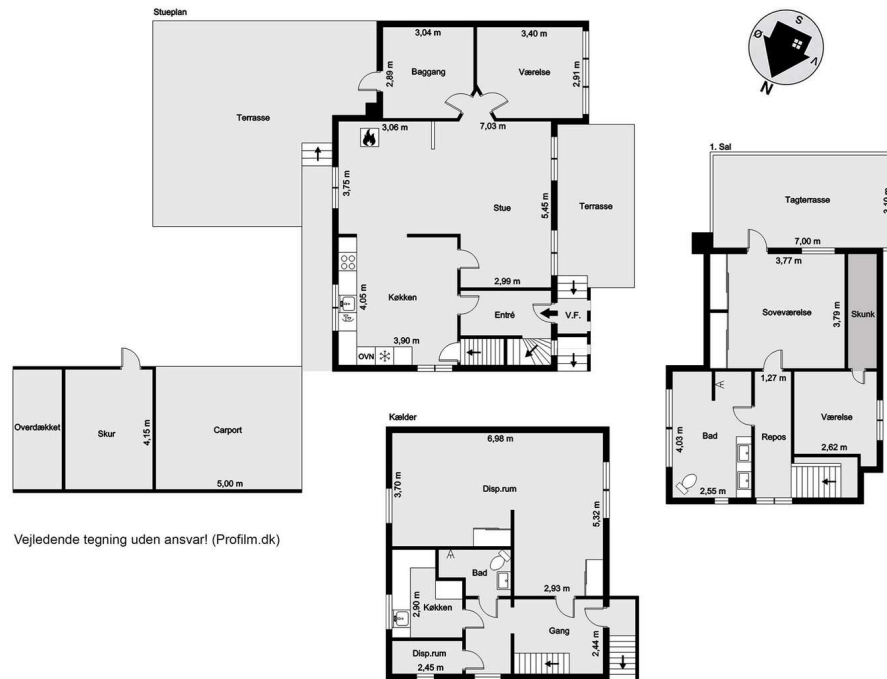 Stueplan
3,04 m
3,40 m
Baggang
2,89 m
Værelse
2,91 m
Terrasse
3,06 m
7,03 m
3,75 m
5,45 m
Stue
Terrasse
2,99 m
4,05 m
Køkken
Entré
V.F.
OVN
3,90 m
S
Ø
V
N
1. Sal
Tagterrasse
7,00 m
3,77 m
Soveværelse
3,79 m
Skunk
1,27 m
Værelse
4,03 m
Bad
Repos
2,62 m
2,55 m
Overdækket
Skur
4,15 m
Carport
5,00 m
Kælder
6,98 m
3,70 m
Disp.rum
5,32 m
Bad
2,93 m
2,90 m
Køkken
Gang
2,44 m
Disp.rum
2,45 m
Vejledende tegning uden ansvar! (Profilm.dk)